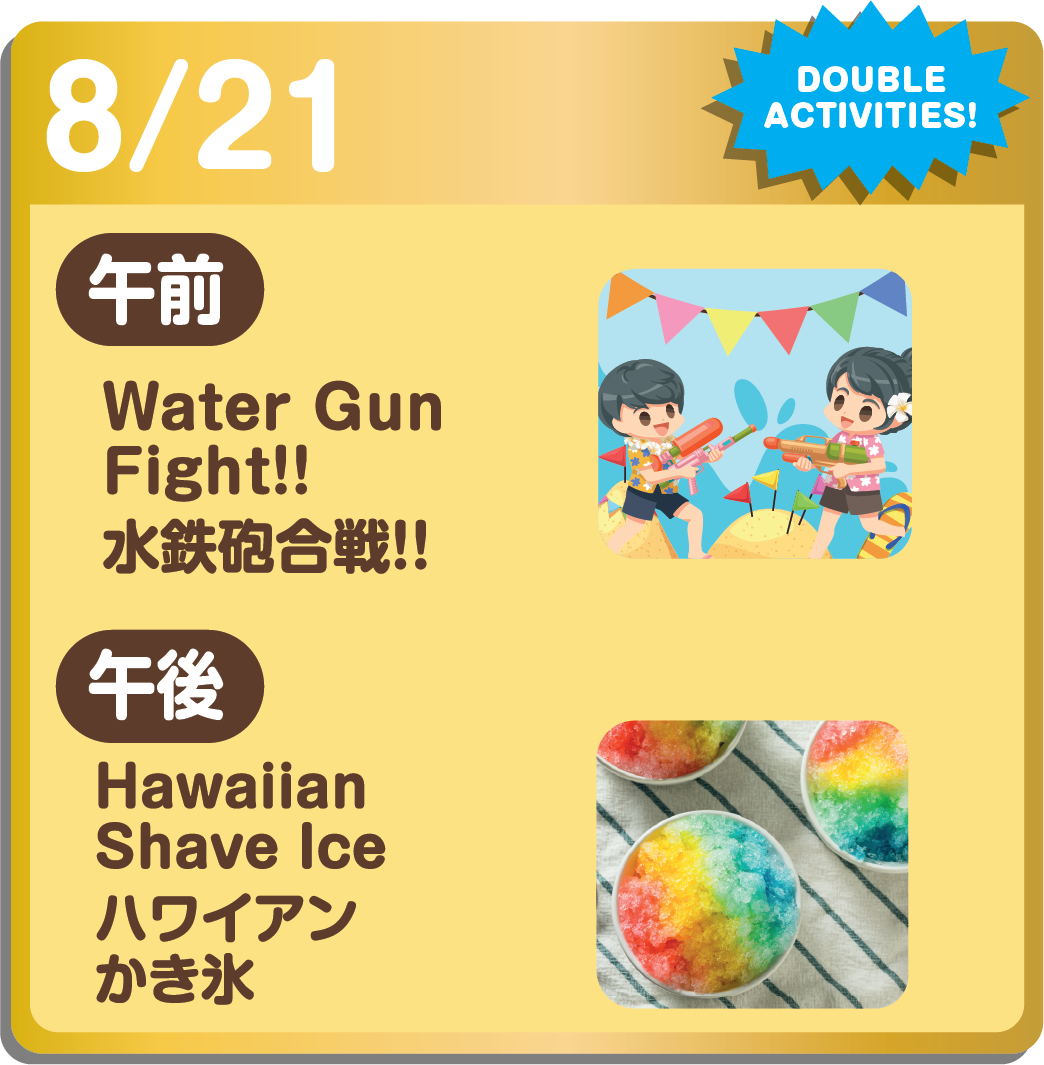 8/21
DOUBLE
ACTIVITIES!
午前
Water Gun
Fight!!
水鉄砲合戦!!
午後
Hawaiian
Shave Ice
ハワイアン
かき氷